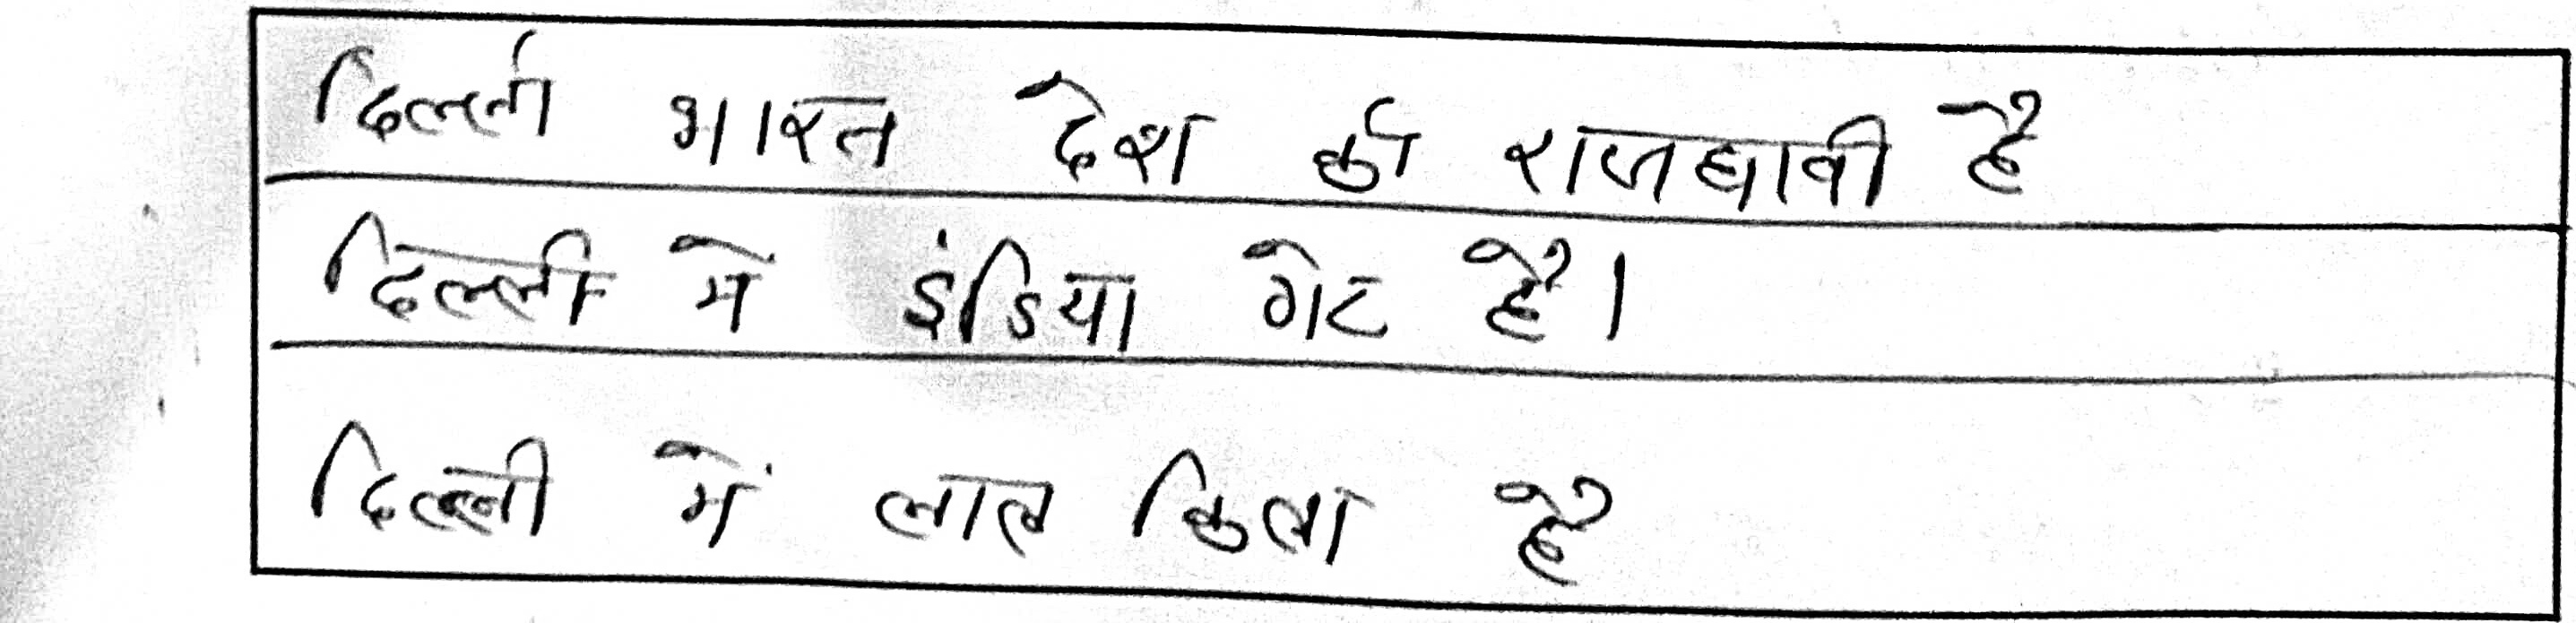 दिल्ली भारत देश की राजधानी है
दिल्ली में इंडिया गेट है।
दिल्ली में लाल किला है